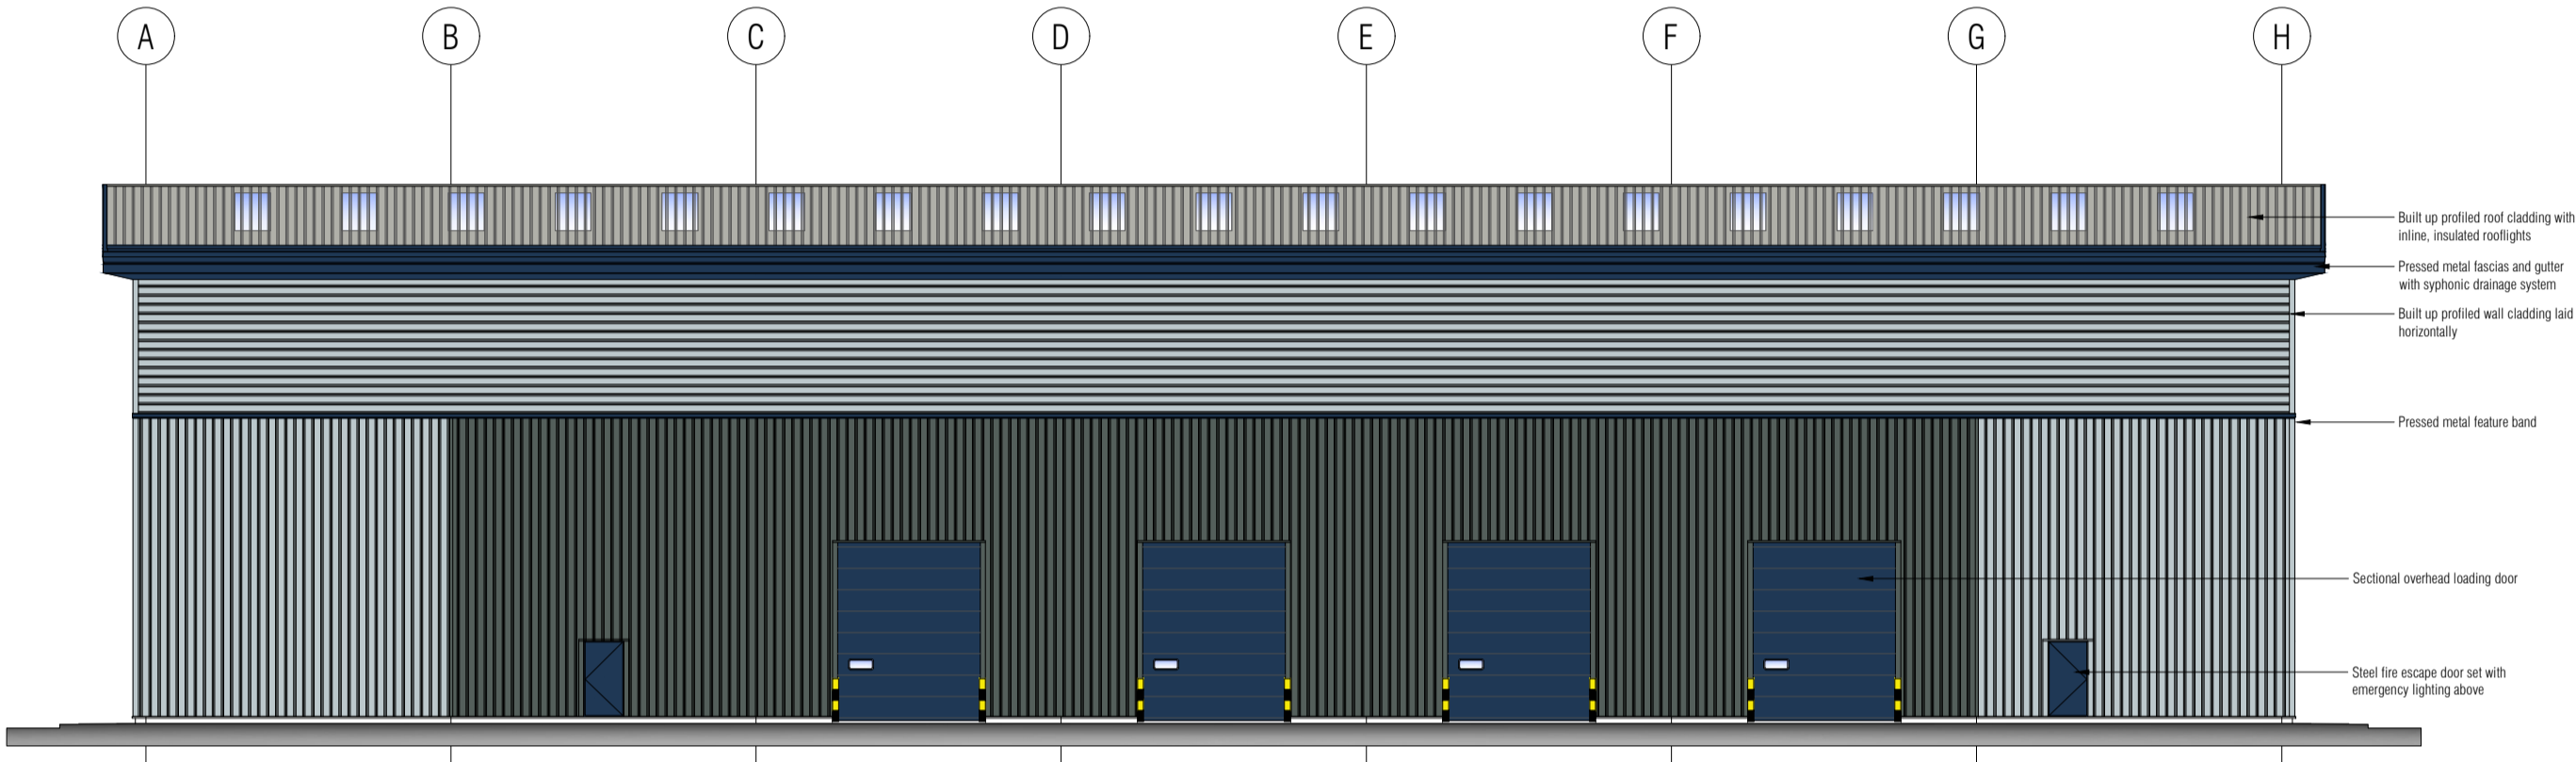 A B C D E F G H
Built up profiled roof cladding with
inline, insulated rooflights
Pressed metal fascias and gutter
with syphonic drainage system
Built up profiled wall cladding laid
horizontally
Pressed metal feature band
Sectional overhead loading door
Steel fire escape door set with
emergency lighting above